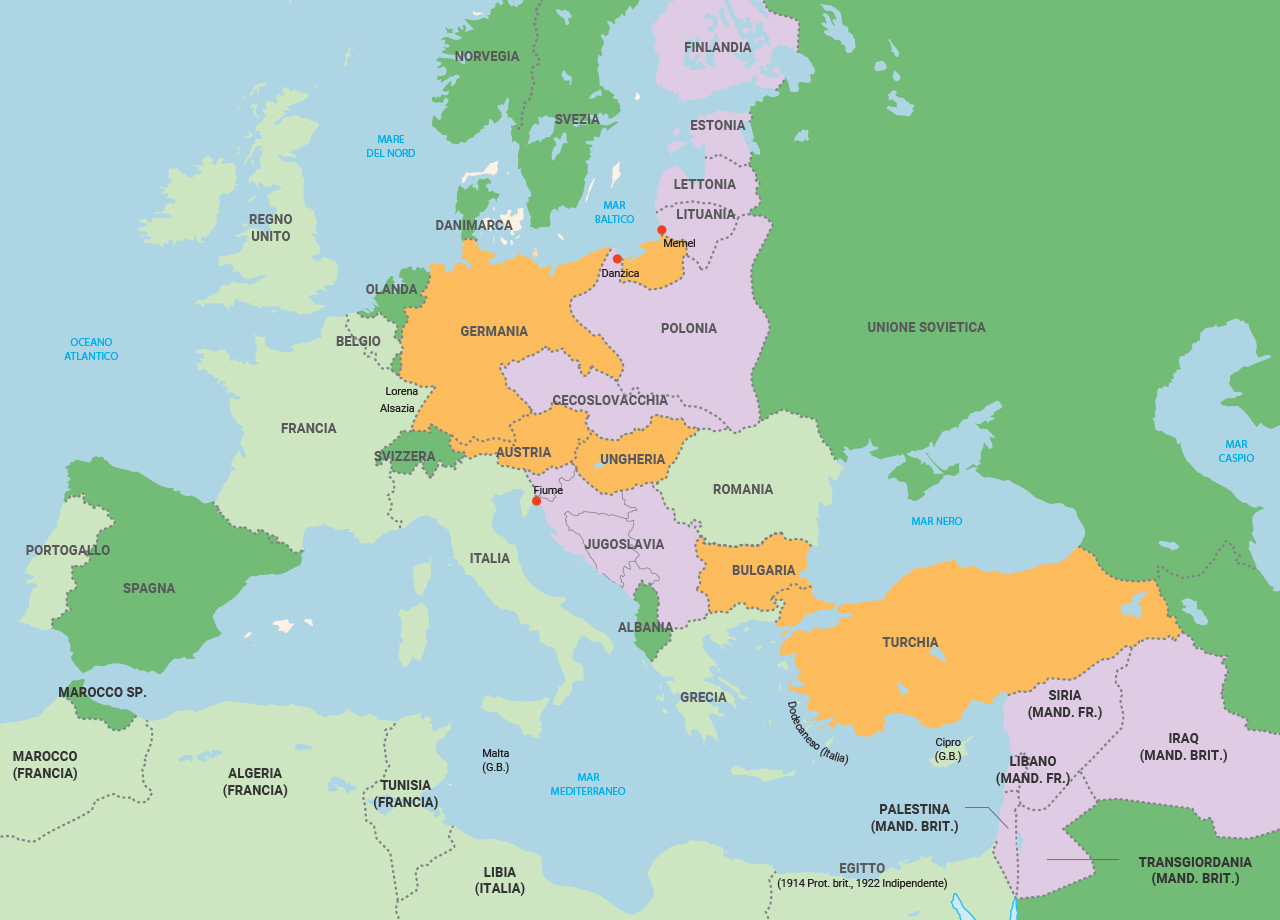 FINLANDIA
NORVEGIA
SVEZIA
ESTONIA
MARE
DEL NORD
LETTONIA
MAR
BALTICO
LITUANIA
REGNO
UNITO
DANIMARCA
Memel
Danzica
OLANDA
GERMANIA
POLONIA
UNIONE SOVIETICA
BELGIO
OCEANO
ATLANTICO
Lorena
Alsazia
CECOSLOVACCHIA
FRANCIA
SVIZZERA
AUSTRIA
UNGHERIA
MAR
CASPIO
Fiume
ROMANIA
MAR NERO
PORTOGALLO
ITALIA
JUGOSLAVIA
BULGARIA
SPAGNA
ALBANIA
TURCHIA
MAROCCO SP.
GRECIA
SIRIA
(MAND. FR.)
Dodecaneso (Italia)
IRAQ
(MAND. BRIT.)
Cipro
(G.B.)
MAROCCO
(FRANCIA)
Malta
(G.B.)
LIBANO
(MAND. FR.)
ALGERIA
(FRANCIA)
TUNISIA
(FRANCIA)
MAR
MEDITERRANEO
PALESTINA
(MAND. BRIT.)
LIBIA
(ITALIA)
EGITTO
(1914 Prot. brit., 1922 Indipendente)
TRANSGIORDANIA
(MAND. BRIT.)